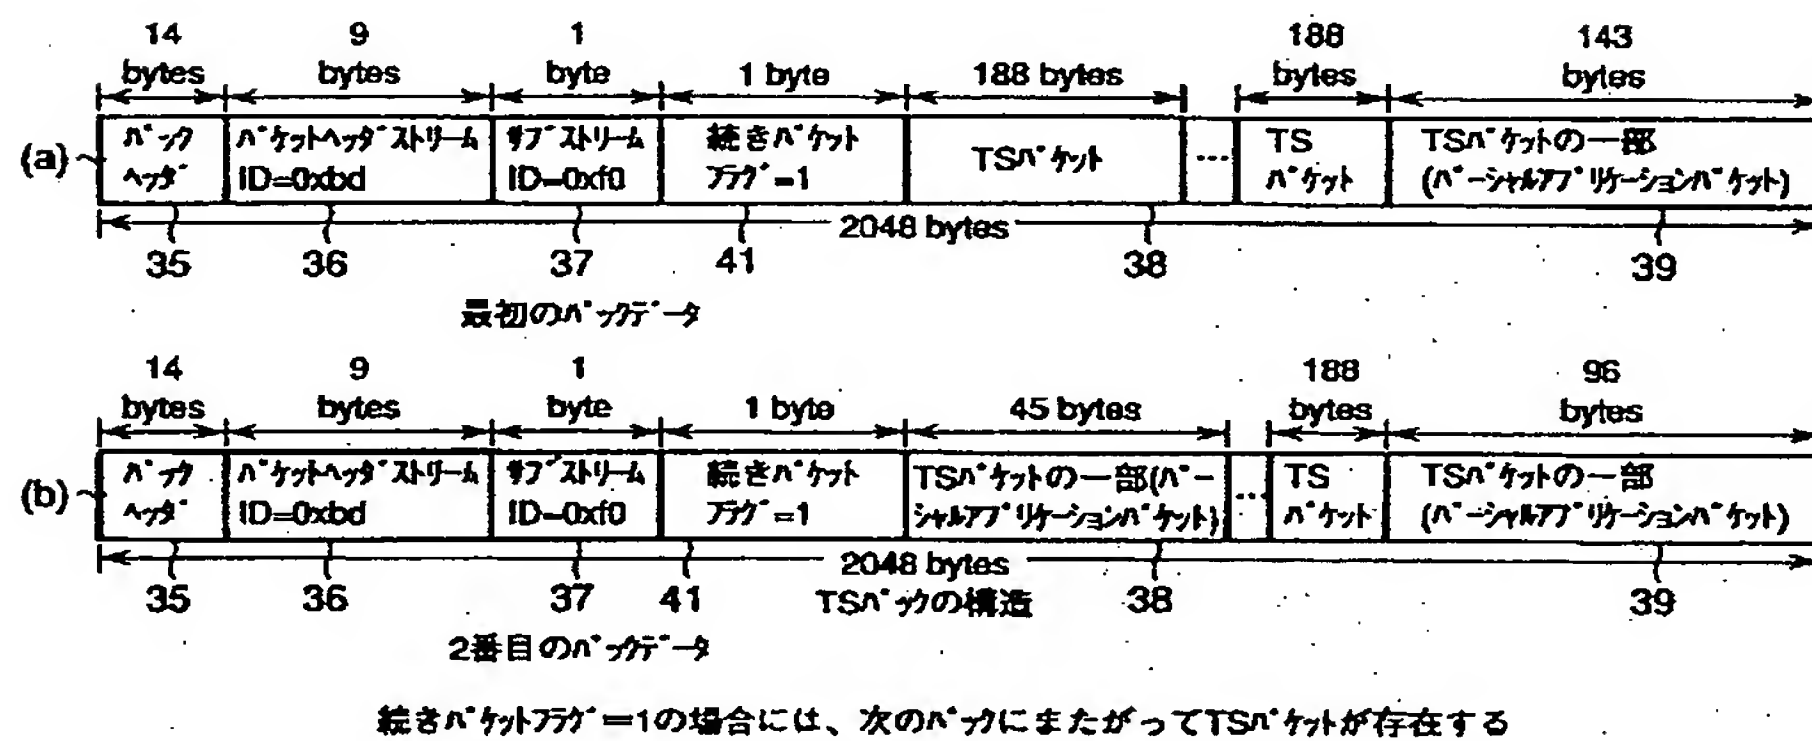 14 bytes
9 bytes
1 byte
1 byte
188 bytes
188 bytes
143 bytes
(a)
パック
ヘッダ
パケットヘッダストリーム
ID=0xbd
サブストリーム
ID=0xf0
続きパケット
フラグ=1
TSパケット
...
TS
パケット
TSパケットの一部
(パーシャルアプリケーションパケット)
2048 bytes
35
36
37
41
38
39
最初のパックデータ
14 bytes
9 bytes
1 byte
1 byte
45 bytes
188 bytes
96 bytes
(b)
パック
ヘッダ
パケットヘッダストリーム
ID=0xbd
サブストリーム
ID=0xf0
続きパケット
フラグ=1
TSパケットの一部(パー
シャルアプリケーションパケット)
...
TS
パケット
TSパケットの一部
(パーシャルアプリケーションパケット)
2048 bytes
35
36
37
41
TSパックの構造
38
39
2番目のパックデータ
続きパケットフラグ=1の場合には、次のパックにまたがってTSパケットが存在する